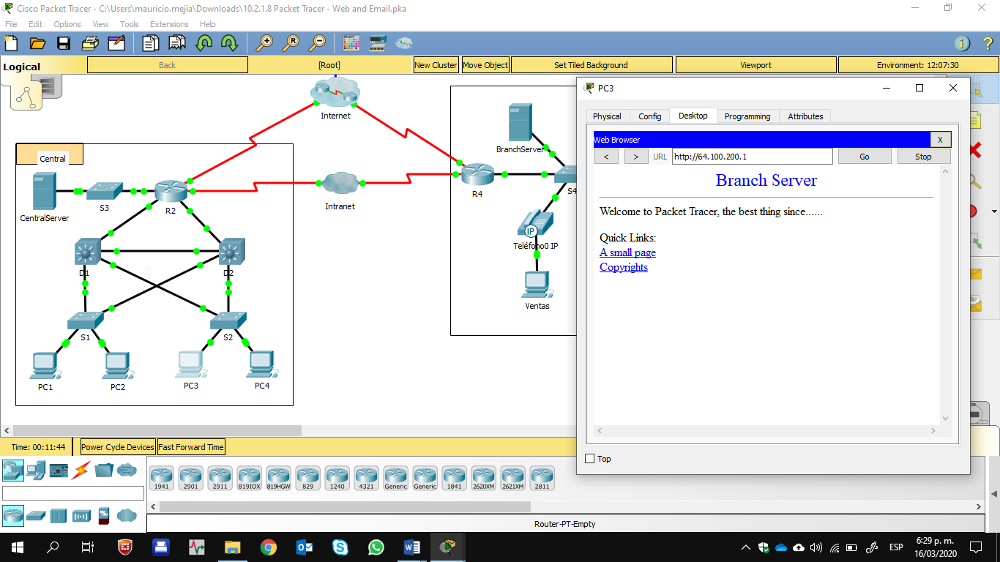 Cisco Packet Tracer - C:\Users\mauricio.mejia\Downloads\10.2.1.8 Packet Tracer - Web and Email.pka
File Edit Options View Tools Extensions Help
Logical Back [Root] New Cluster Move Object Set Tiled Background Viewport Environment: 12:07:30
Internet
Central
CentralServer
S3
R2
Intranet
D1
D2
S1
S2
PC1
PC2
PC3
PC4
BranchServer
R4
S4
IP
Teléfono0 IP
Ventas
PC3
Physical Config Desktop Programming Attributes
Web Browser X
< > URL http://64.100.200.1 Go Stop
Branch Server
Welcome to Packet Tracer, the best thing since......
Quick Links:
A small page
Copyrights
Top
Time: 00:11:44 Power Cycle Devices Fast Forward Time
1941 2901 2911 819IOX 819HGW 829 1240 4321 Generic Generic 1841 2620XM 2621XM 2811
Router-PT-Empty
ESP
6:29 p. m.
16/03/2020